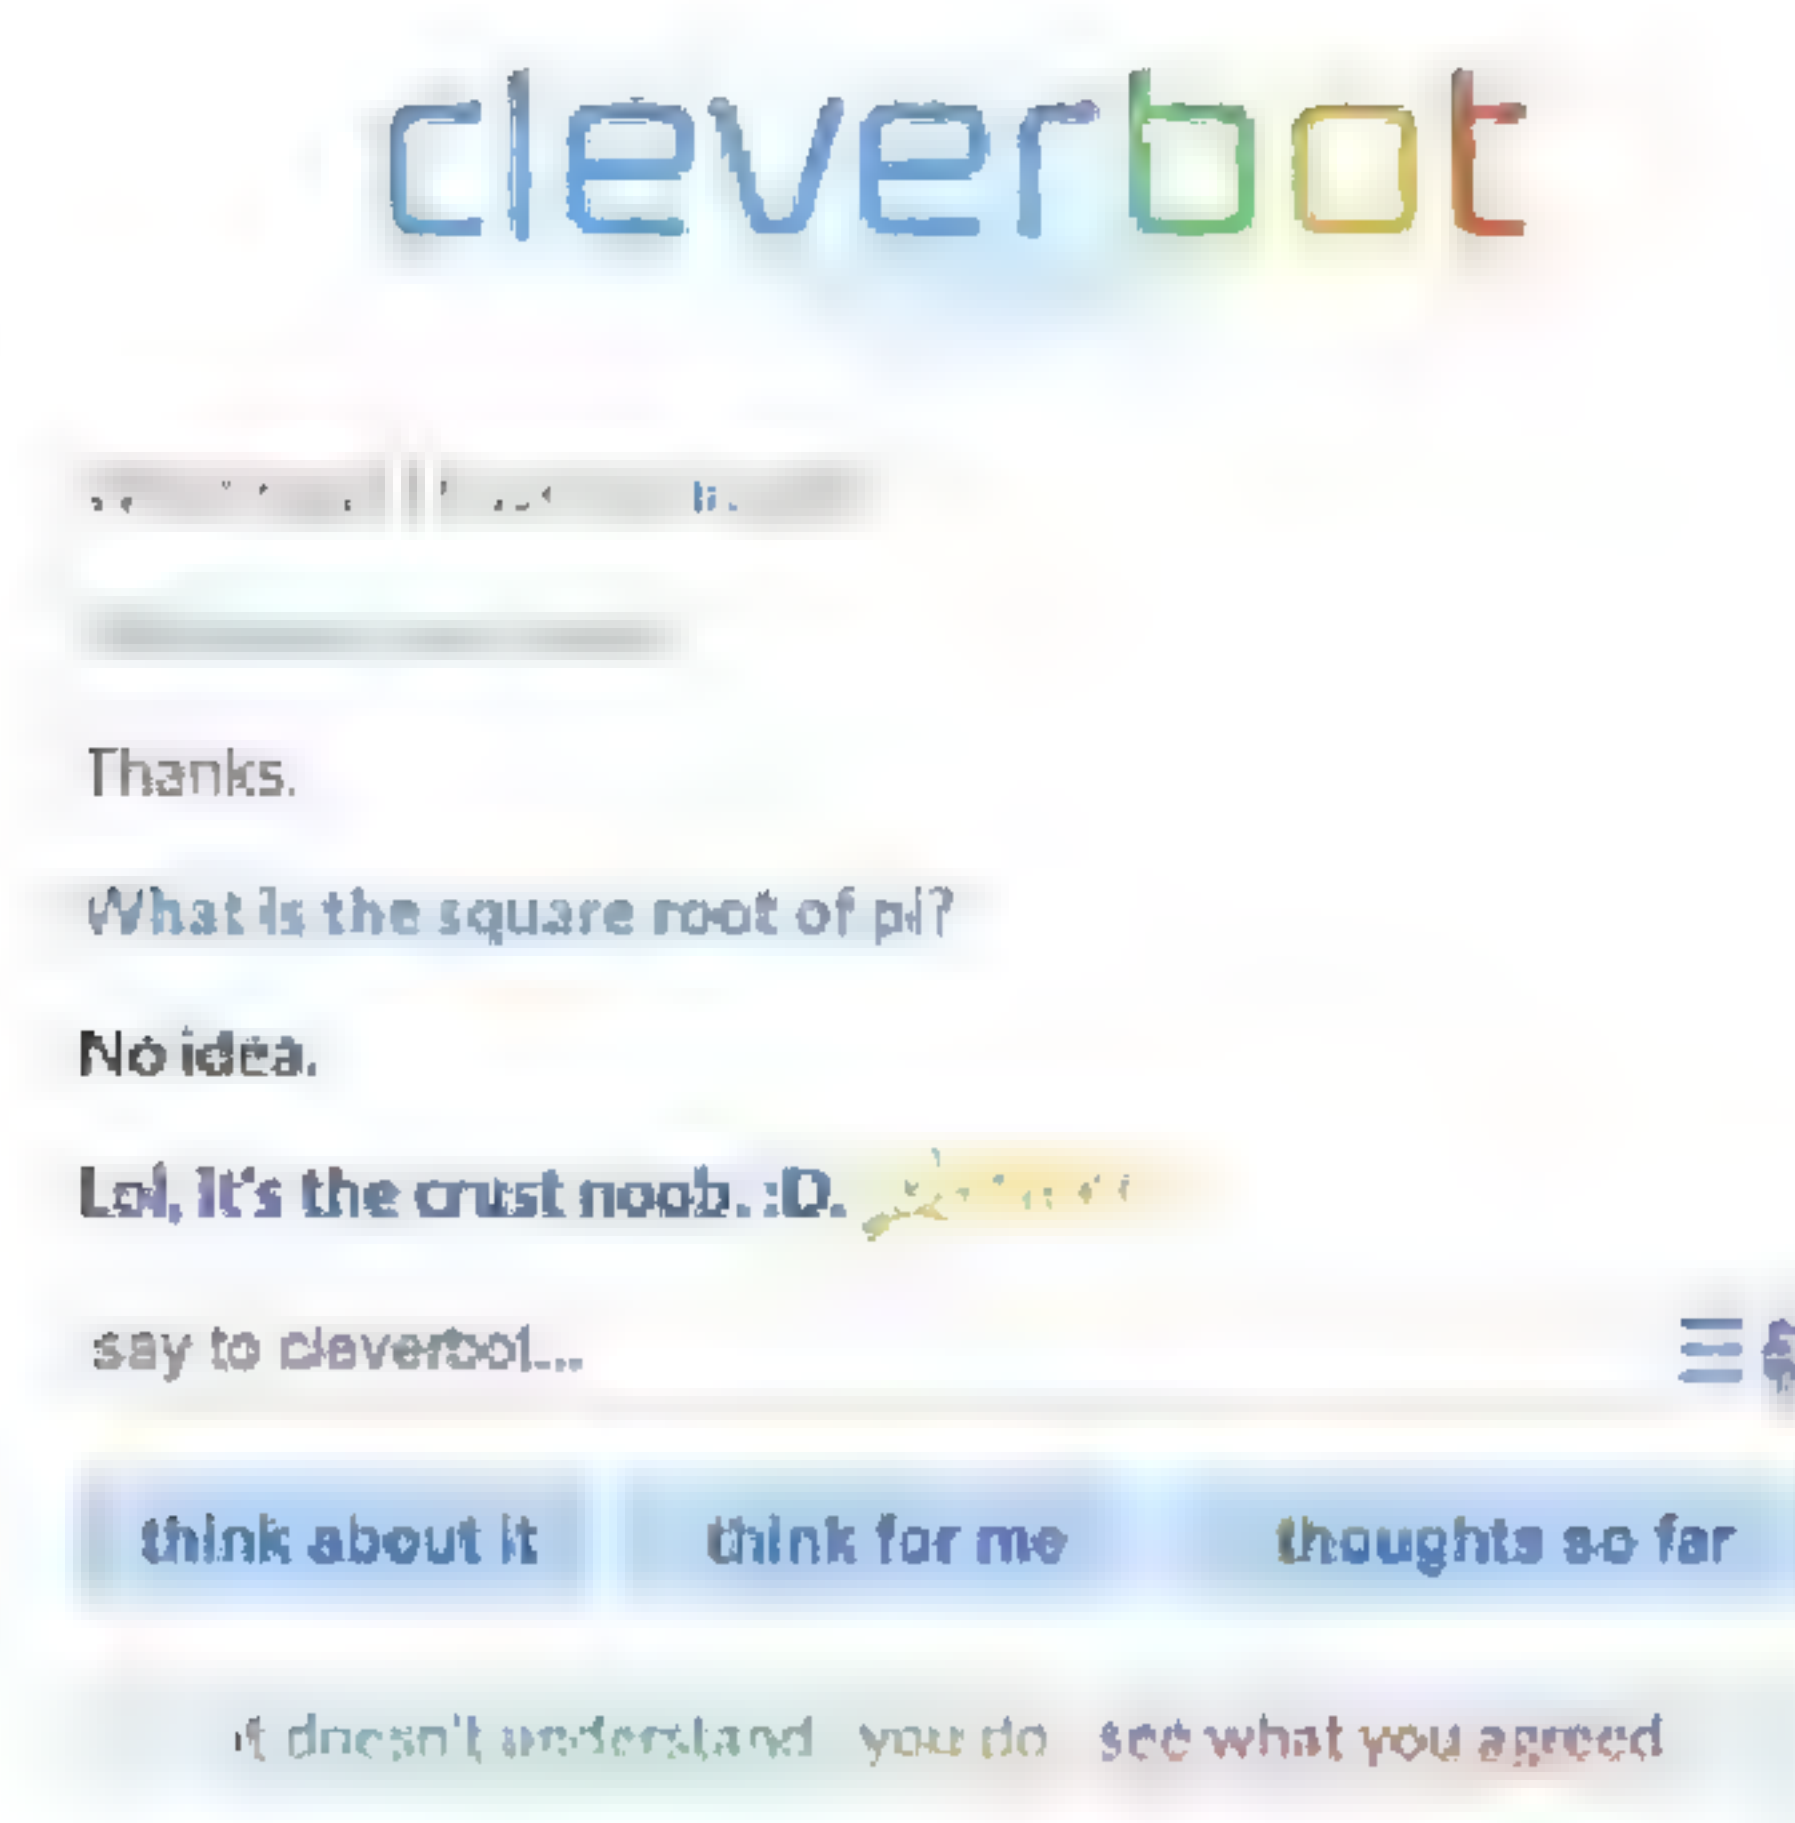 cleverbot
Thanks.
What is the square root of pi?
No idea.
Lol, It's the crust noob. :D.
say to cleverbot...
think about it think for me thoughts so far
it doesn't understand you do see what you agreed